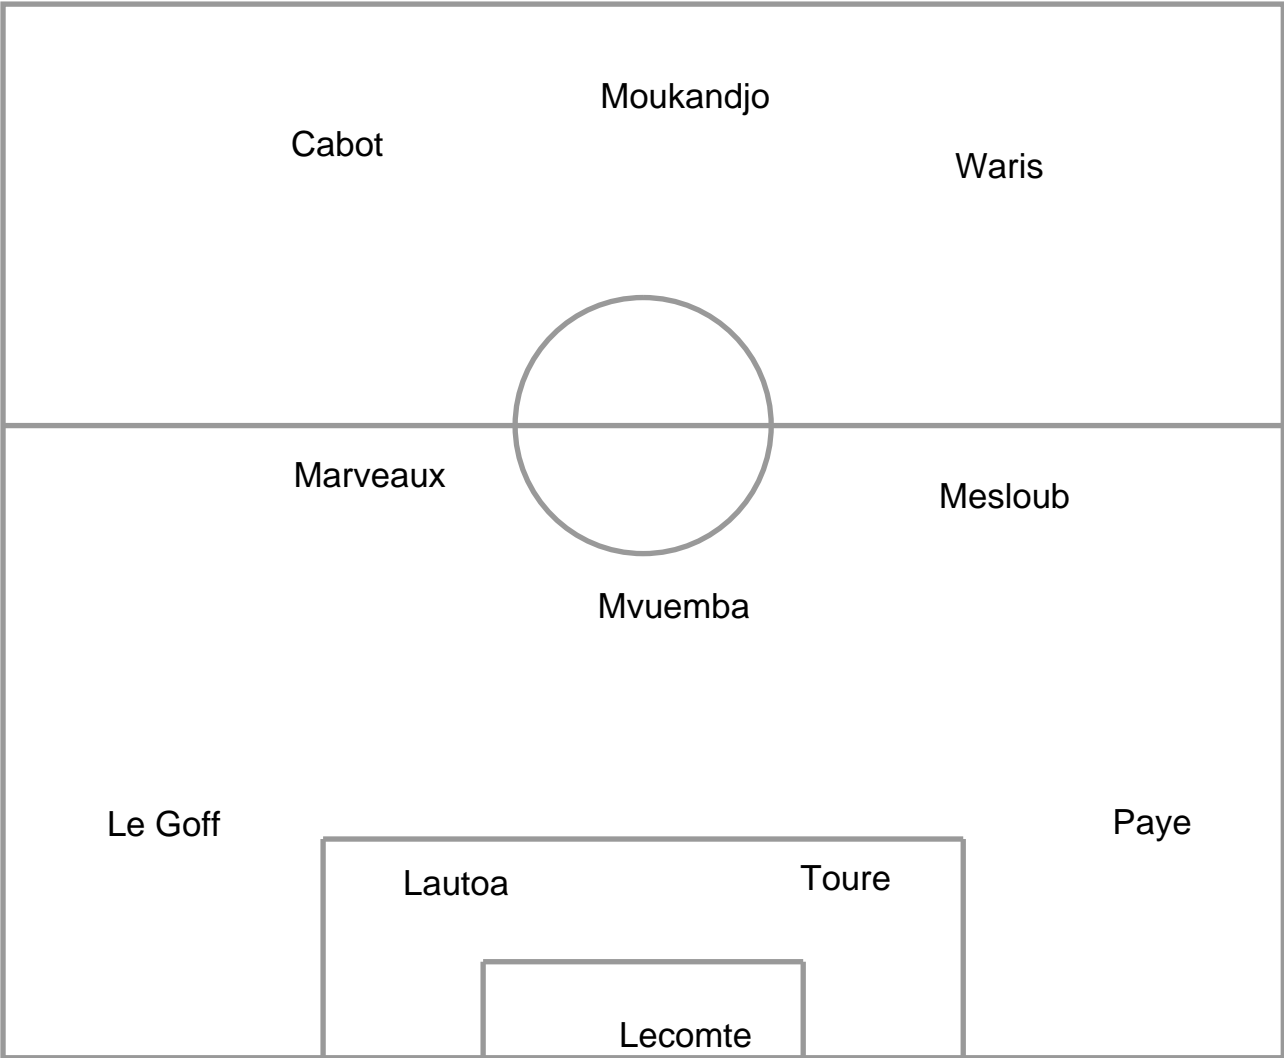 Moukandjo
Cabot
Waris
Marveaux
Mesloub
Mvuemba
Le Goff
Paye
Lautoa
Toure
Lecomte